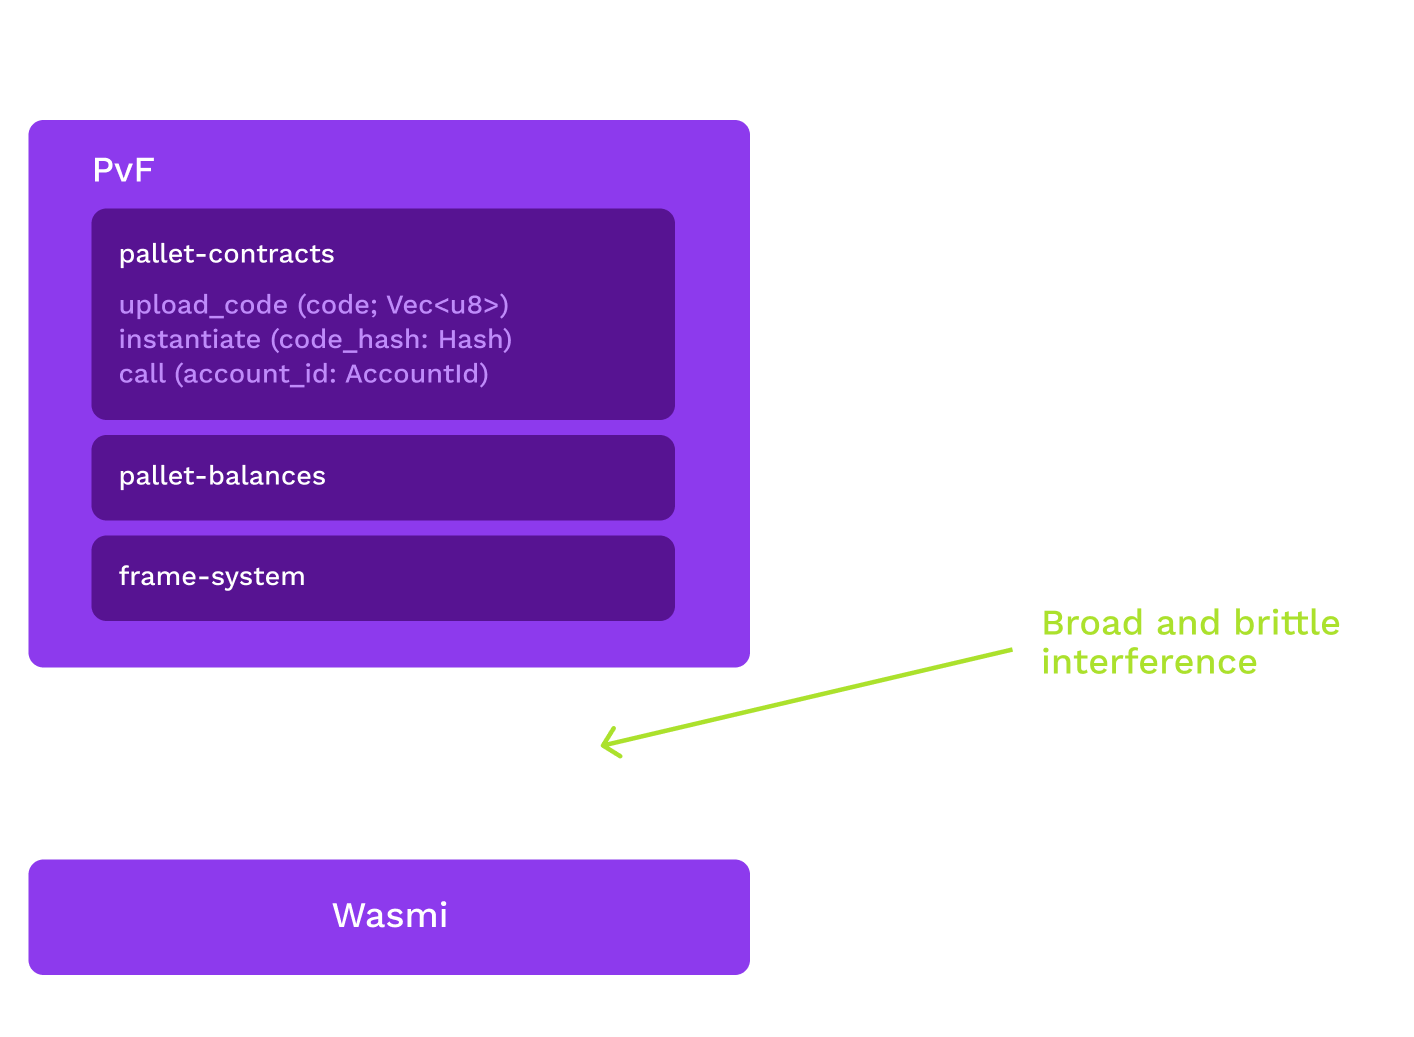 PvF
pallet-contracts
upload_code (code; Vec<u8>)
instantiate (code_hash: Hash)
call (account_id: AccountId)
pallet-balances
frame-system
Broad and brittle
interference
Wasmi